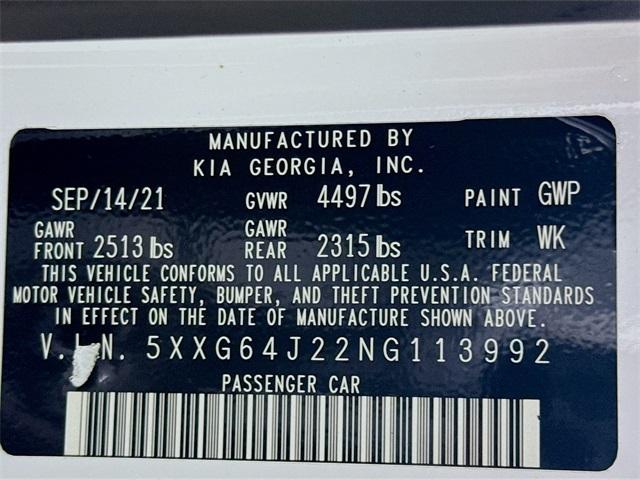 MANUFACTURED BY
KIA GEORGIA, INC.
SEP/14/21 GVWR 4497 lbs PAINT GWP
GAWR FRONT 2513 lbs GAWR REAR 2315 lbs TRIM WK
THIS VEHICLE CONFORMS TO ALL APPLICABLE U.S.A. FEDERAL
MOTOR VEHICLE SAFETY, BUMPER, AND THEFT PREVENTION STANDARDS
IN EFFECT ON THE DATE OF MANUFACTURE SHOWN ABOVE.
V.I.N. 5XXG64J22NG113992
PASSENGER CAR